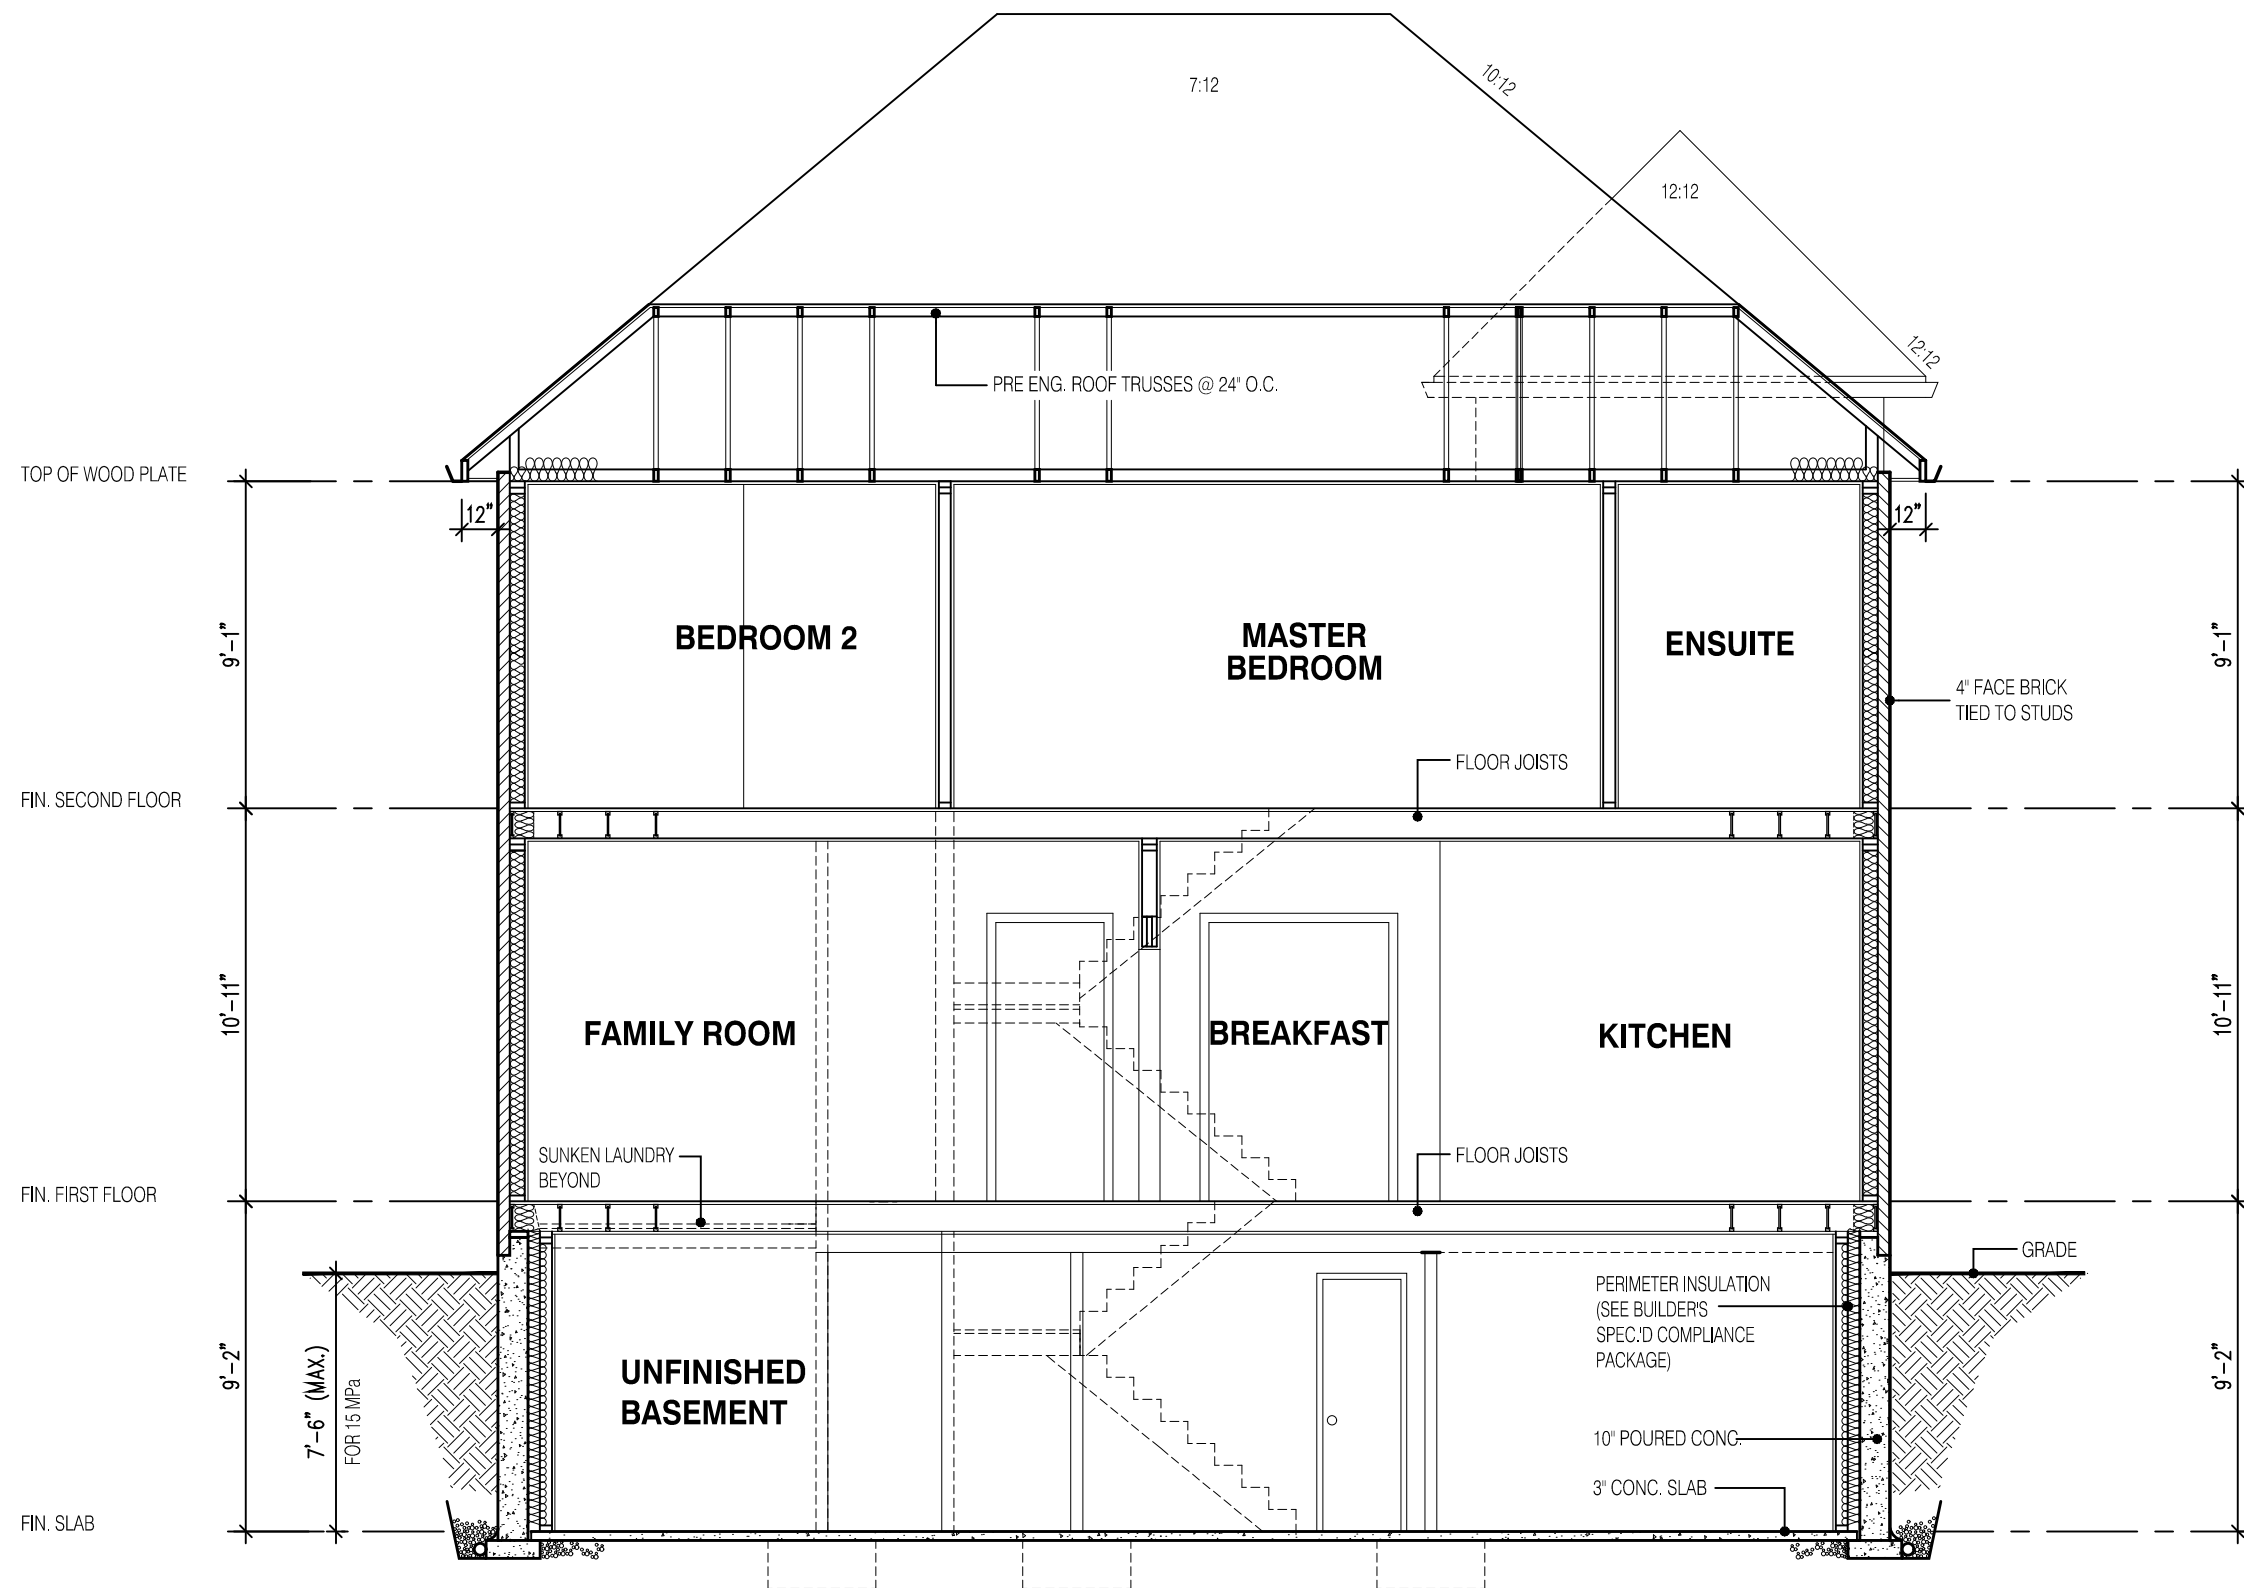 7:12
10:12
12:12
12:12
PRE ENG. ROOF TRUSSES @ 24" O.C.
TOP OF WOOD PLATE
12"
12"
9'-1"
BEDROOM 2
MASTER
BEDROOM
ENSUITE
9'-1"
4" FACE BRICK
TIED TO STUDS
FLOOR JOISTS
FIN. SECOND FLOOR
10'-11"
FAMILY ROOM
BREAKFAST
KITCHEN
10'-11"
SUNKEN LAUNDRY
BEYOND
FLOOR JOISTS
FIN. FIRST FLOOR
GRADE
PERIMETER INSULATION
(SEE BUILDER'S
SPEC.'D COMPLIANCE
PACKAGE)
9'-2"
7'-6" (MAX.)
FOR 15 MPa
UNFINISHED
BASEMENT
9'-2"
10" POURED CONC.
3" CONC. SLAB
FIN. SLAB